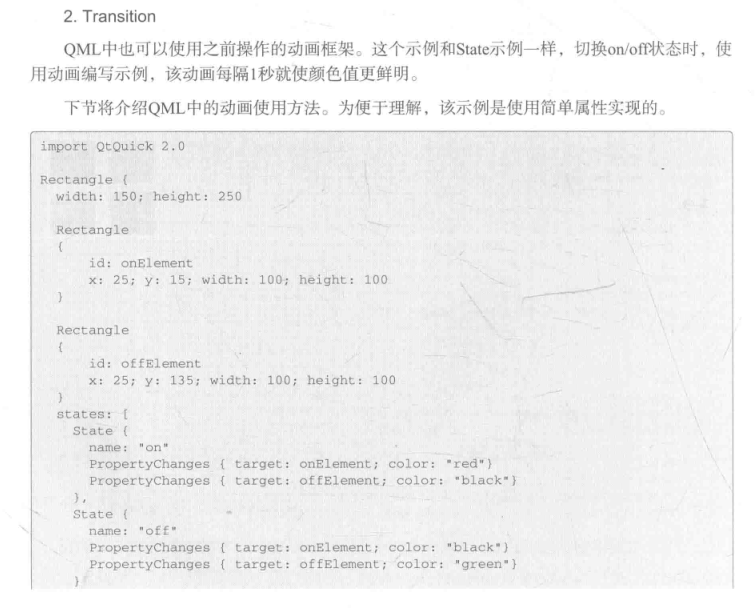 2. Transition
QML中也可以使用之前操作的动画框架。这个示例和State示例一样，切换on/off状态时，使
用动画编写示例，该动画每隔1秒就使颜色值更鲜明。
下节将介绍QML中的动画使用方法。为便于理解，该示例是使用简单属性实现的。
import QtQuick 2.0
Rectangle {
width: 150; height: 250
Rectangle
{
id: onElement
x: 25; y: 15; width: 100; height: 100
}
Rectangle
{
id: offElement
x: 25; y: 135; width: 100; height: 100
}
states: [
State {
name: "on"
PropertyChanges { target: onElement; color: "red"}
PropertyChanges { target: offElement; color: "black"}
},
State {
name: "off"
PropertyChanges { target: onElement; color: "black"}
PropertyChanges { target: offElement; color: "green"}
}